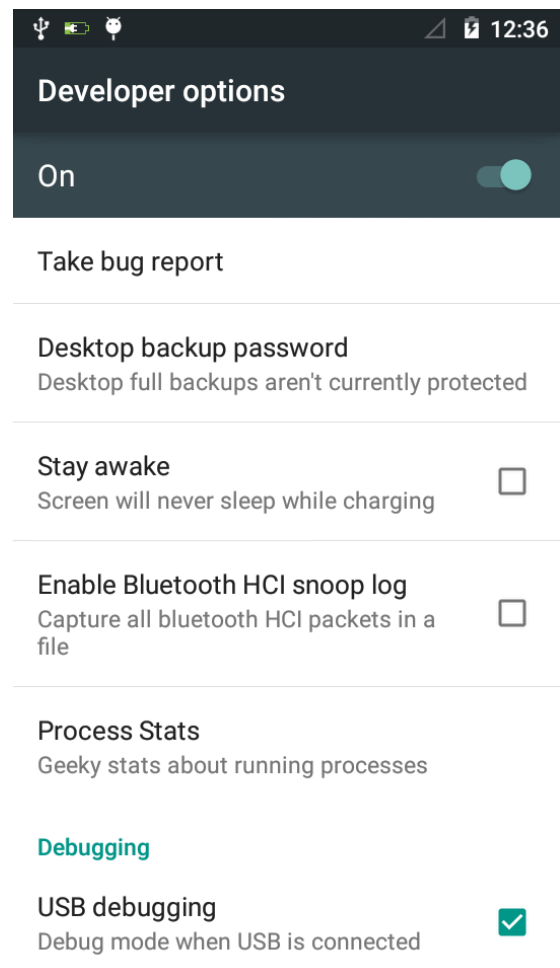 12:36
Developer options
On
Take bug report
Desktop backup password
Desktop full backups aren't currently protected
Stay awake
Screen will never sleep while charging
Enable Bluetooth HCI snoop log
Capture all bluetooth HCI packets in a
file
Process Stats
Geeky stats about running processes
Debugging
USB debugging
Debug mode when USB is connected